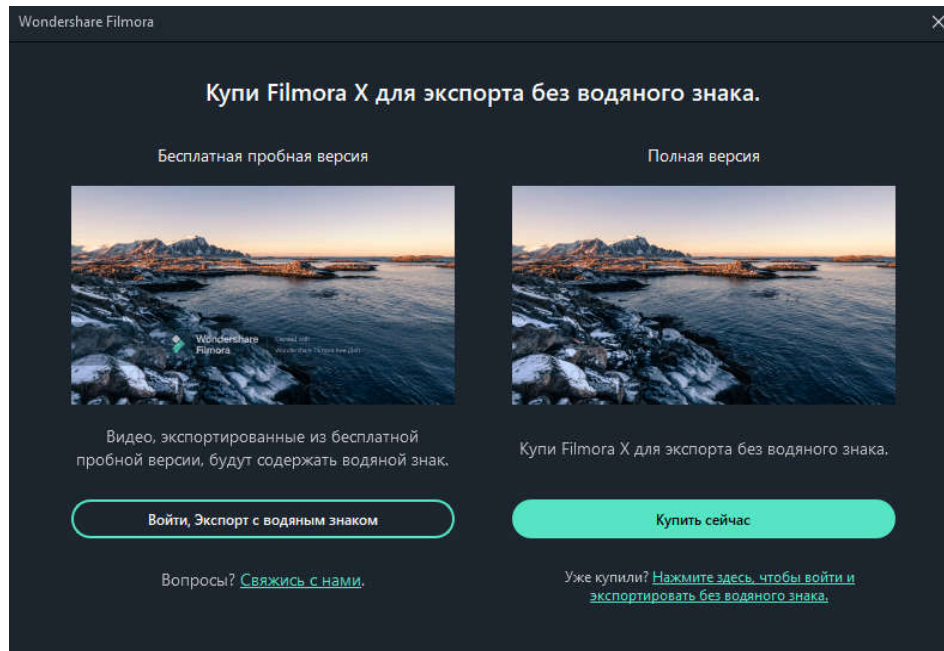 Wondershare Filmora
Купи Filmora X для экспорта без водяного знака.
Бесплатная пробная версия
Полная версия
Wondershare
Filmora
Видео, экспортированные из бесплатной
пробной версии, будут содержать водяной знак.
Купи Filmora X для экспорта без водяного знака.
Войти, Экспорт с водяным знаком
Купить сейчас
Вопросы? Свяжись с нами.
Уже купили? Нажмите здесь, чтобы войти и
экспортировать без водяного знака.